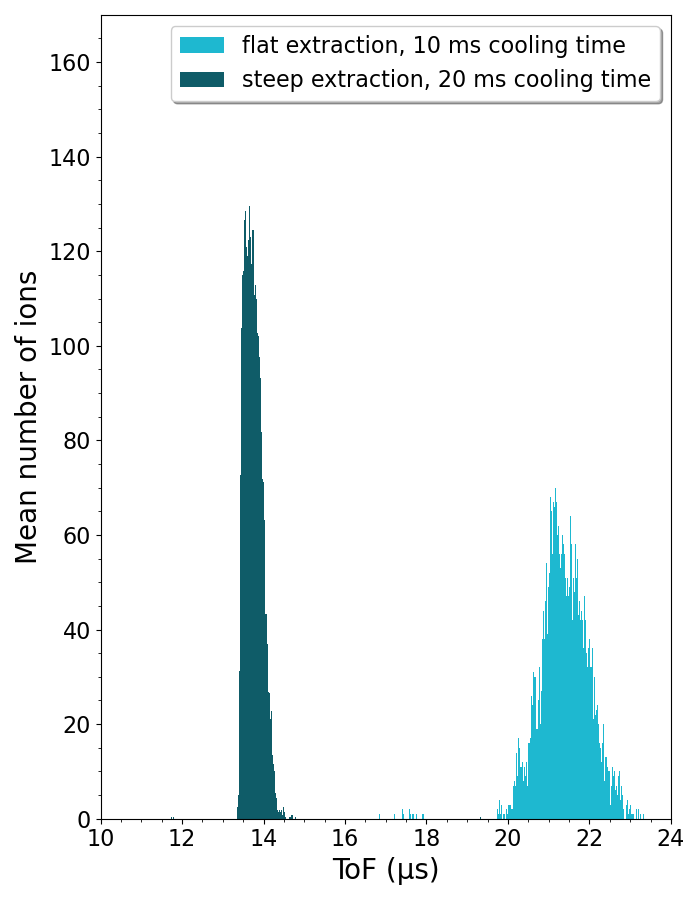 flat extraction, 10 ms cooling time
steep extraction, 20 ms cooling time
160
140
120
100
80
60
40
20
0
Mean number of ions
10 12 14 16 18 20 22 24
ToF (μs)